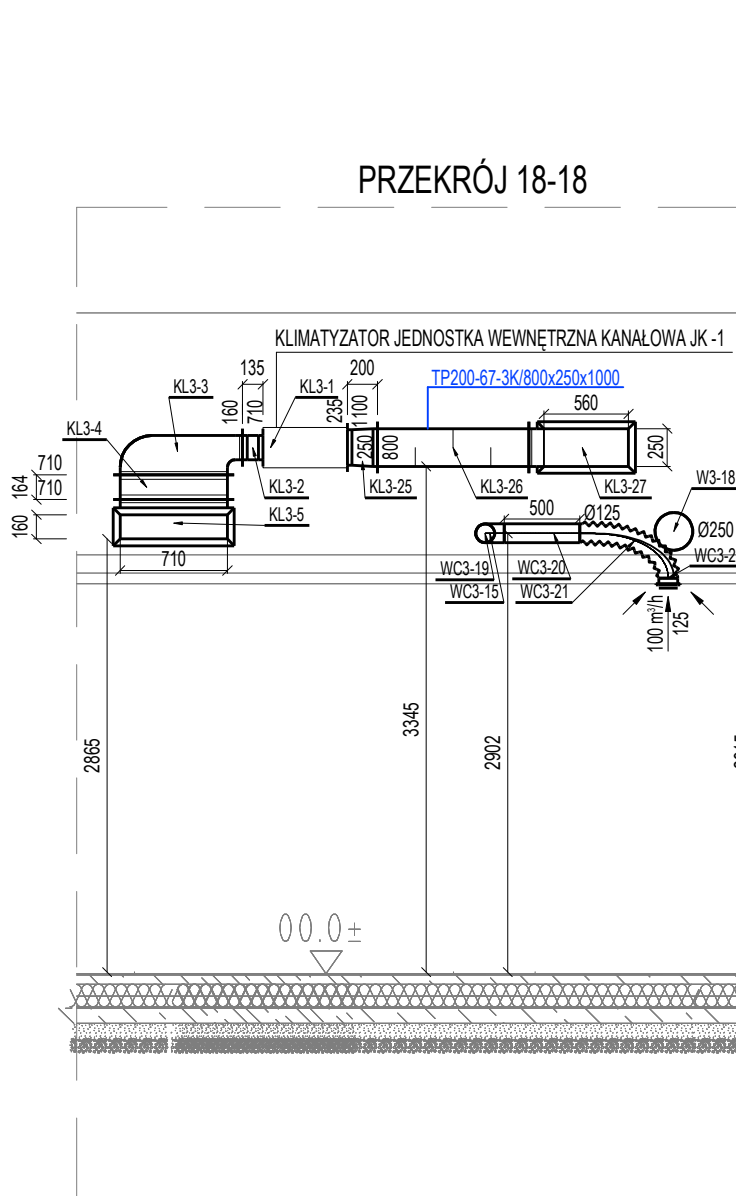 PRZEKRÓJ 18-18
KLIMATYZATOR JEDNOSTKA WEWNĘTRZNA KANAŁOWA JK -1
135
KL3-3
KL3-1
200
TP200-67-3K/800x250x1000
560
160
710
235
1100
KL3-4
250
800
250
710
164
710
KL3-2
KL3-25
KL3-26
KL3-27
W3-18
160
KL3-5
500
Ø125
Ø250
710
WC3-19
WC3-20
WC3-2
WC3-15
WC3-21
100 m³/h
125
2865
3345
2902
00.0±